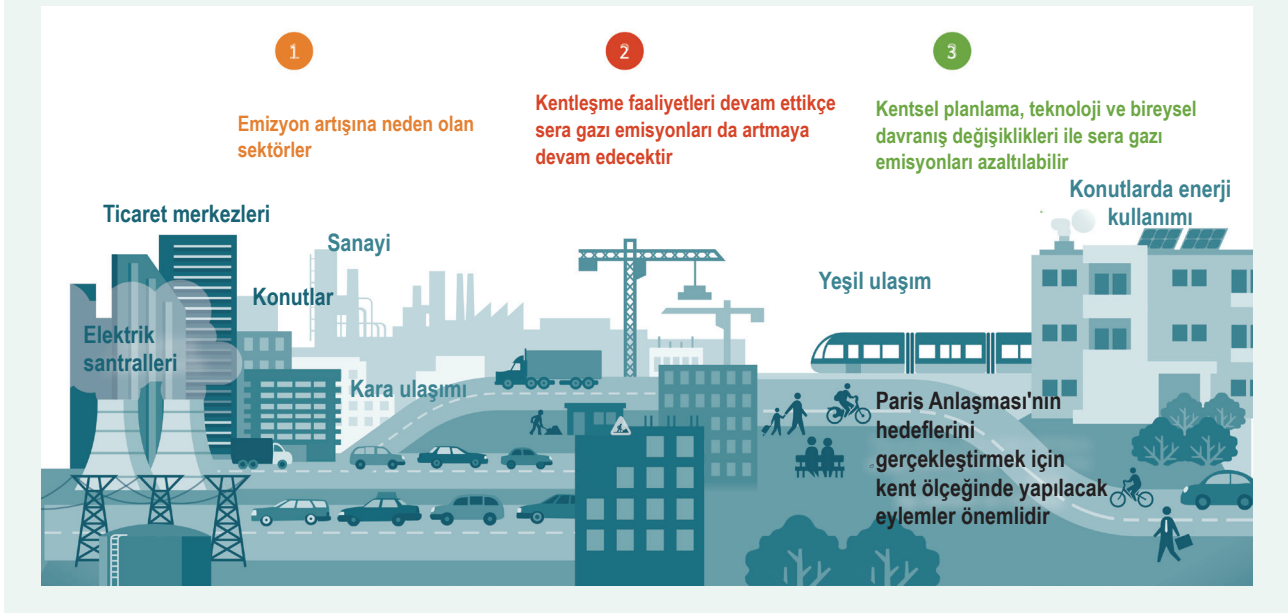 1
Emizyon artışına neden olan
sektörler
2
Kentleşme faaliyetleri devam ettikçe
sera gazı emisyonları da artmaya
devam edecektir
3
Kentsel planlama, teknoloji ve bireysel
davranış değişiklikleri ile sera gazı
emisyonları azaltılabilir
Ticaret merkezleri
Sanayi
Konutlar
Elektrik
santralleri
Kara ulaşımı
Yeşil ulaşım
Konutlarda enerji
kullanımı
Paris Anlaşması'nın
hedeflerini
gerçekleştirmek için
kent ölçeğinde yapılacak
eylemler önemlidir